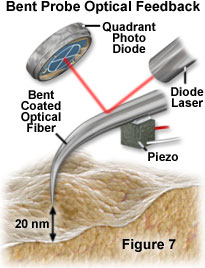 Bent Probe Optical Feedback
Quadrant
Photo
Diode
Diode
Laser
Bent
Coated
Optical
Fiber
Piezo
20 nm
Figure 7